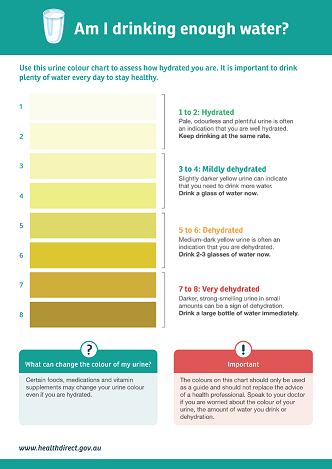 Am I drinking enough water?
Use this urine colour chart to assess how hydrated you are. It is important to drink
plenty of water every day to stay healthy.
1
2
1 to 2: Hydrated
Pale, odourless and plentiful urine is often
an indication that you are well hydrated.
Keep drinking at the same rate.
3
4
3 to 4: Mildly dehydrated
Slightly darker yellow urine can indicate
that you need to drink more water.
Drink a glass of water now.
5
6
5 to 6: Dehydrated
Medium-dark yellow urine is often an
indication that you are dehydrated.
Drink 2-3 glasses of water now.
7
8
7 to 8: Very dehydrated
Darker, strong-smelling urine in small
amounts can be a sign of dehydration.
Drink a large bottle of water immediately.
?
What can change the colour of my urine?
Certain foods, medications and vitamin
supplements may change your urine colour
even if you are hydrated.
!
Important
The colours on this chart should only be used
as a guide and should not replace the advice
of a health professional. Speak to your doctor
if you are worried about the colour of your
urine, the amount of water you drink or
dehydration.
www.healthdirect.gov.au